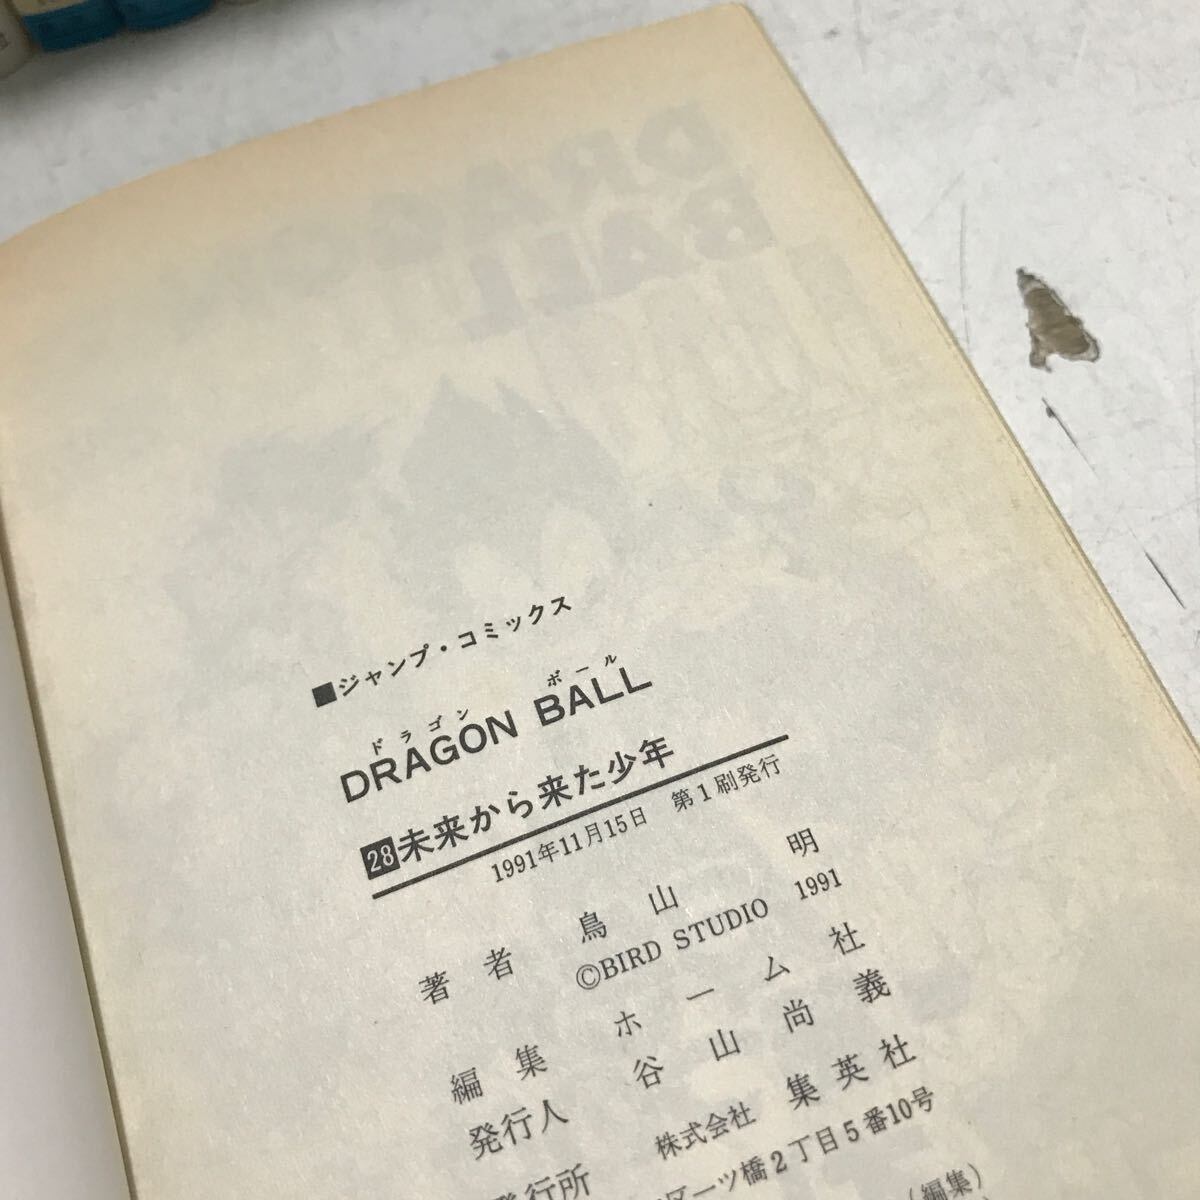 ■ジャンプ・コミックス
ドラゴン ボール
DRAGON BALL
28 未来から来た少年
1991年11月15日 第1刷発行
著者 鳥山 明
©BIRD STUDIO 1991
編集 ホーム社
発行人 谷山尚義
発行所 株式会社 集英社
一ツ橋2丁目5番10号
(編集)
DRAGO
BALL